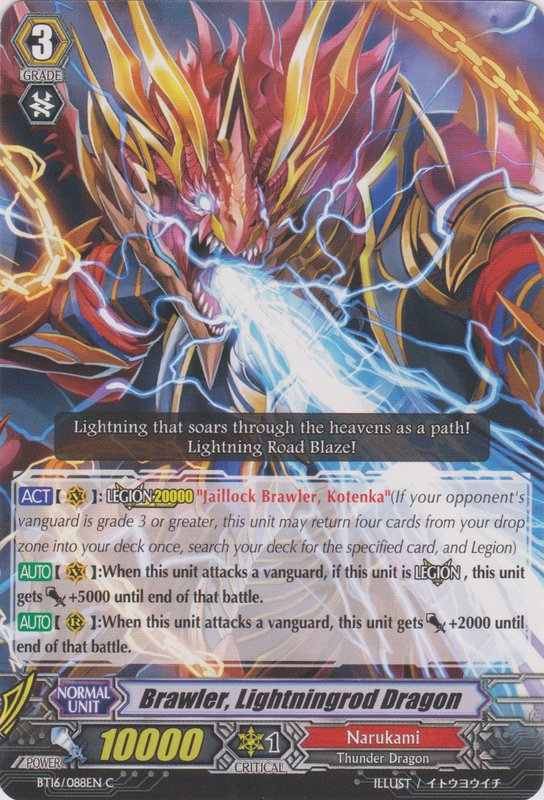 3
GRADE
Lightning that soars through the heavens as a path!
Lightning Road Blaze!
ACT【 V 】: LEGION 20000 "Jaillock Brawler, Kotenka"(If your opponent's
vanguard is grade 3 or greater, this unit may return four cards from your drop
zone into your deck once, search your deck for the specified card, and Legion)
AUTO【 V 】:When this unit attacks a vanguard, if this unit is LEGION , this unit
gets +5000 until end of that battle.
AUTO【 R 】:When this unit attacks a vanguard, this unit gets +2000 until
end of that battle.
NORMAL
UNIT
Brawler, Lightningrod Dragon
POWER
10000
1
CRITICAL
Narukami
Thunder Dragon
BT16/088EN C
ILLUST / イトウヨウイチ